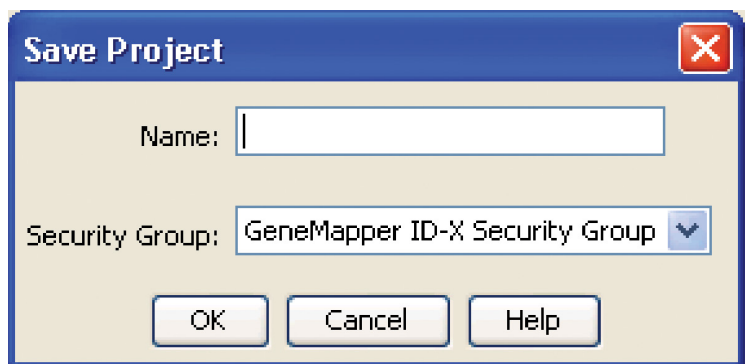 Save Project
Name:
Security Group: GeneMapper ID-X Security Group
OK Cancel Help